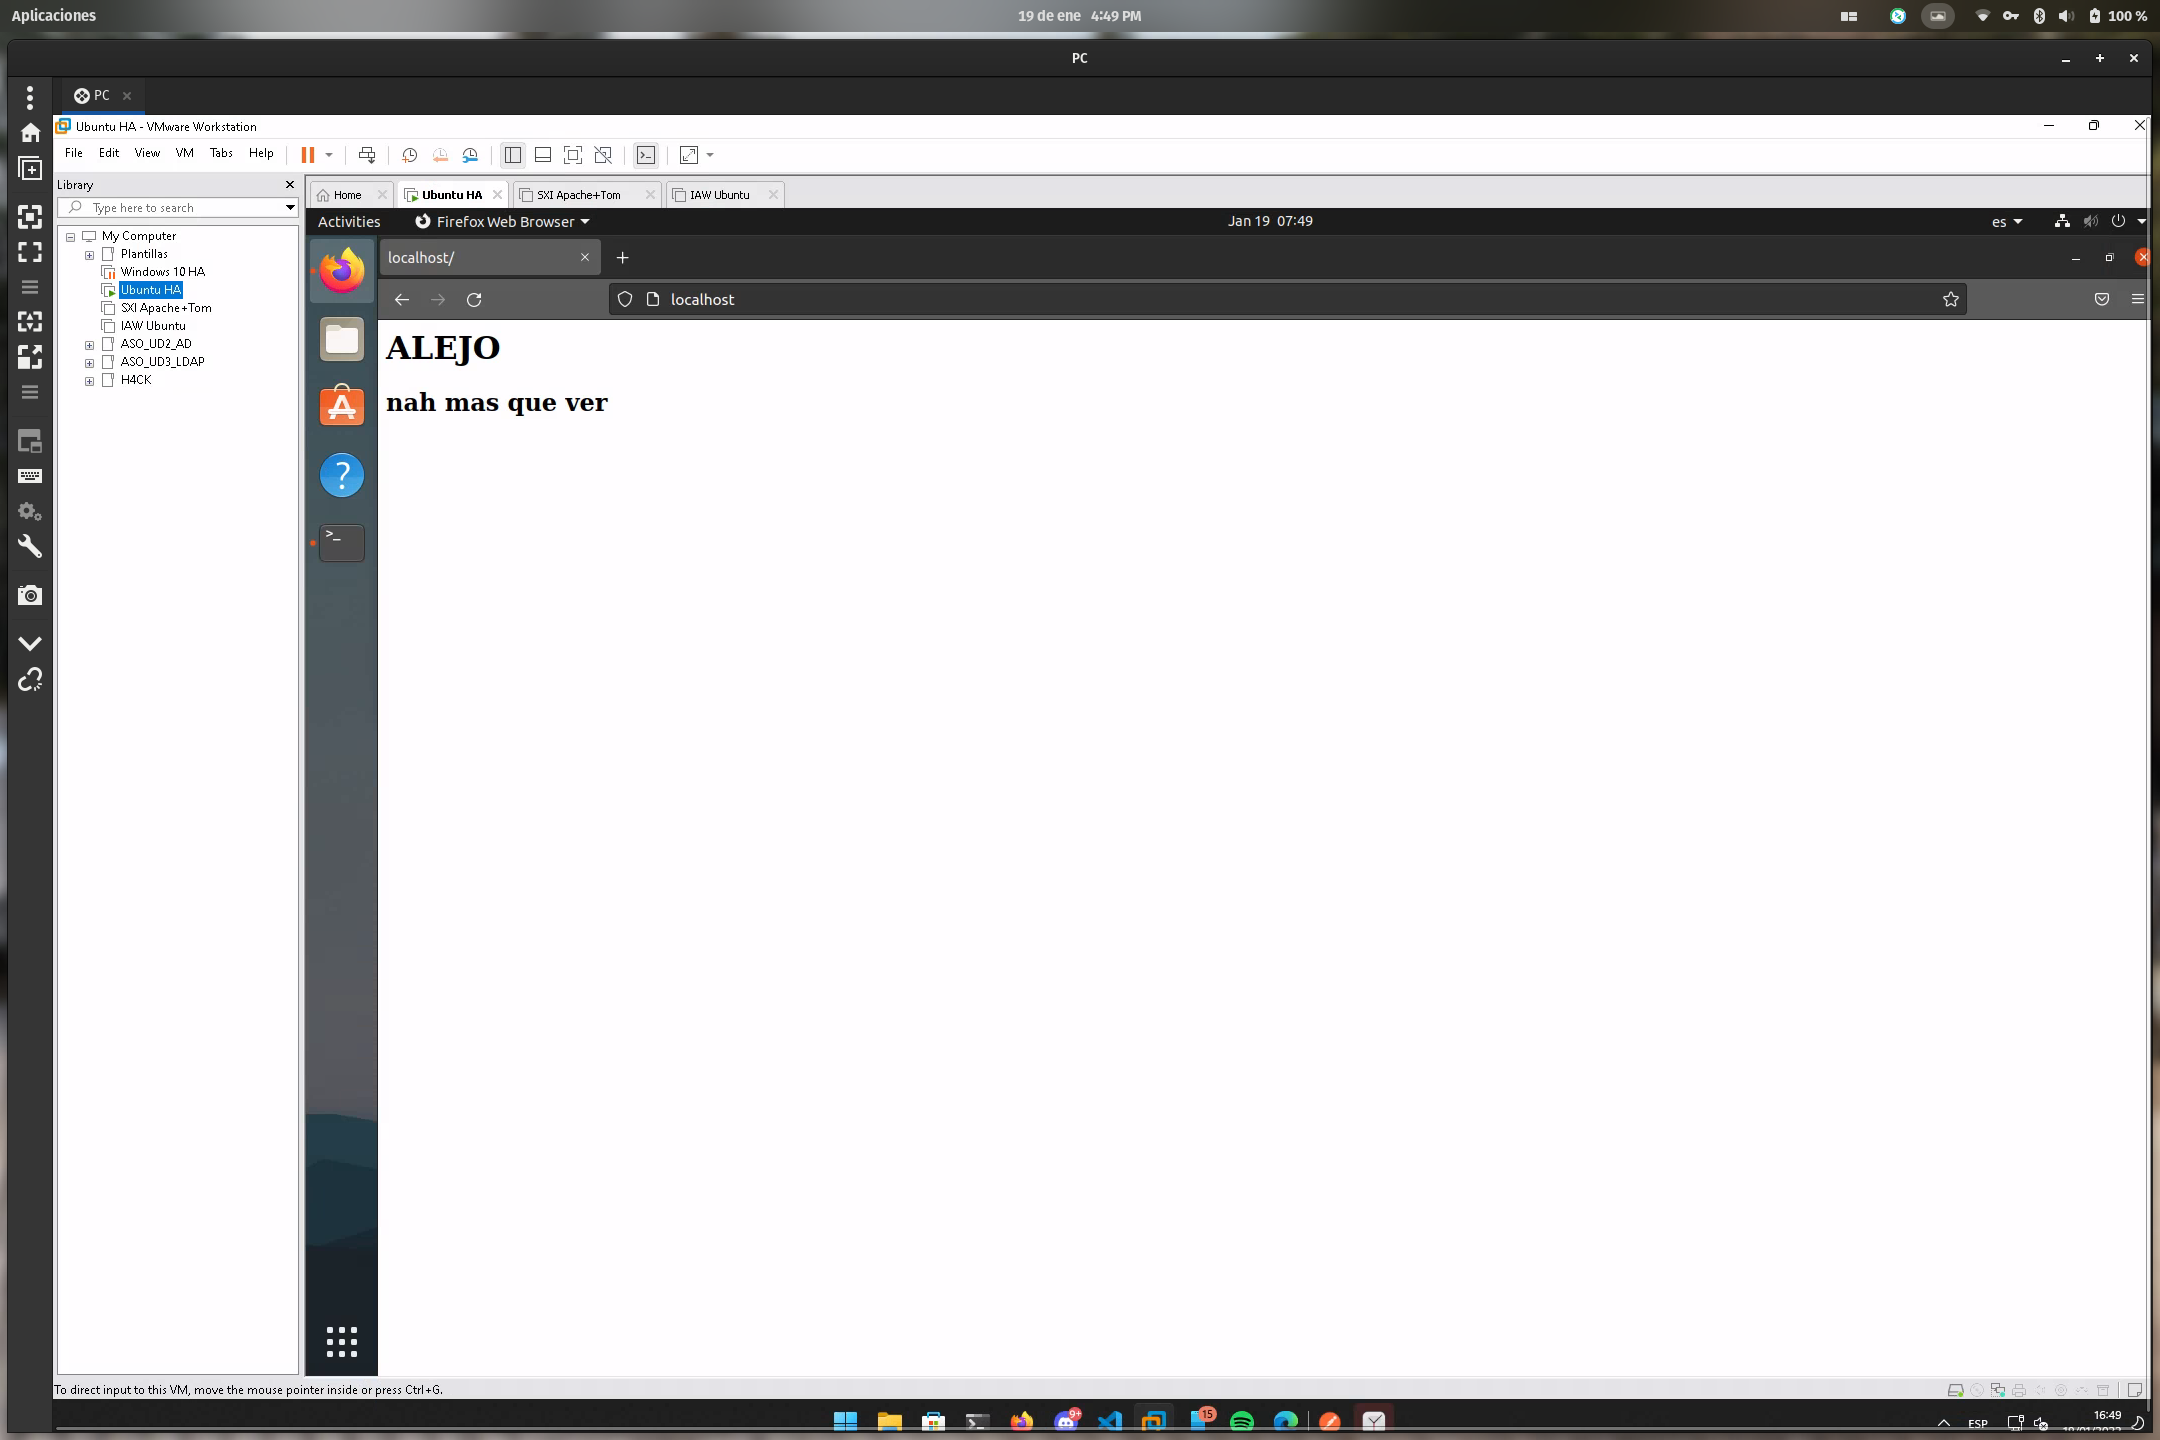 Aplicaciones
19 de ene 4:49 PM
100 %
PC
PC
Ubuntu HA - VMware Workstation
File Edit View VM Tabs Help
Library
Type here to search
My Computer
Plantillas
Windows 10 HA
Ubuntu HA
SXI Apache+Tom
IAW Ubuntu
ASO_UD2_AD
ASO_UD3_LDAP
H4CK
Home Ubuntu HA SXI Apache+Tom IAW Ubuntu
Activities Firefox Web Browser Jan 19 07:49 es
localhost/
localhost
ALEJO
nah mas que ver
To direct input to this VM, move the mouse pointer inside or press Ctrl+G.
9+
15
ESP
16:49